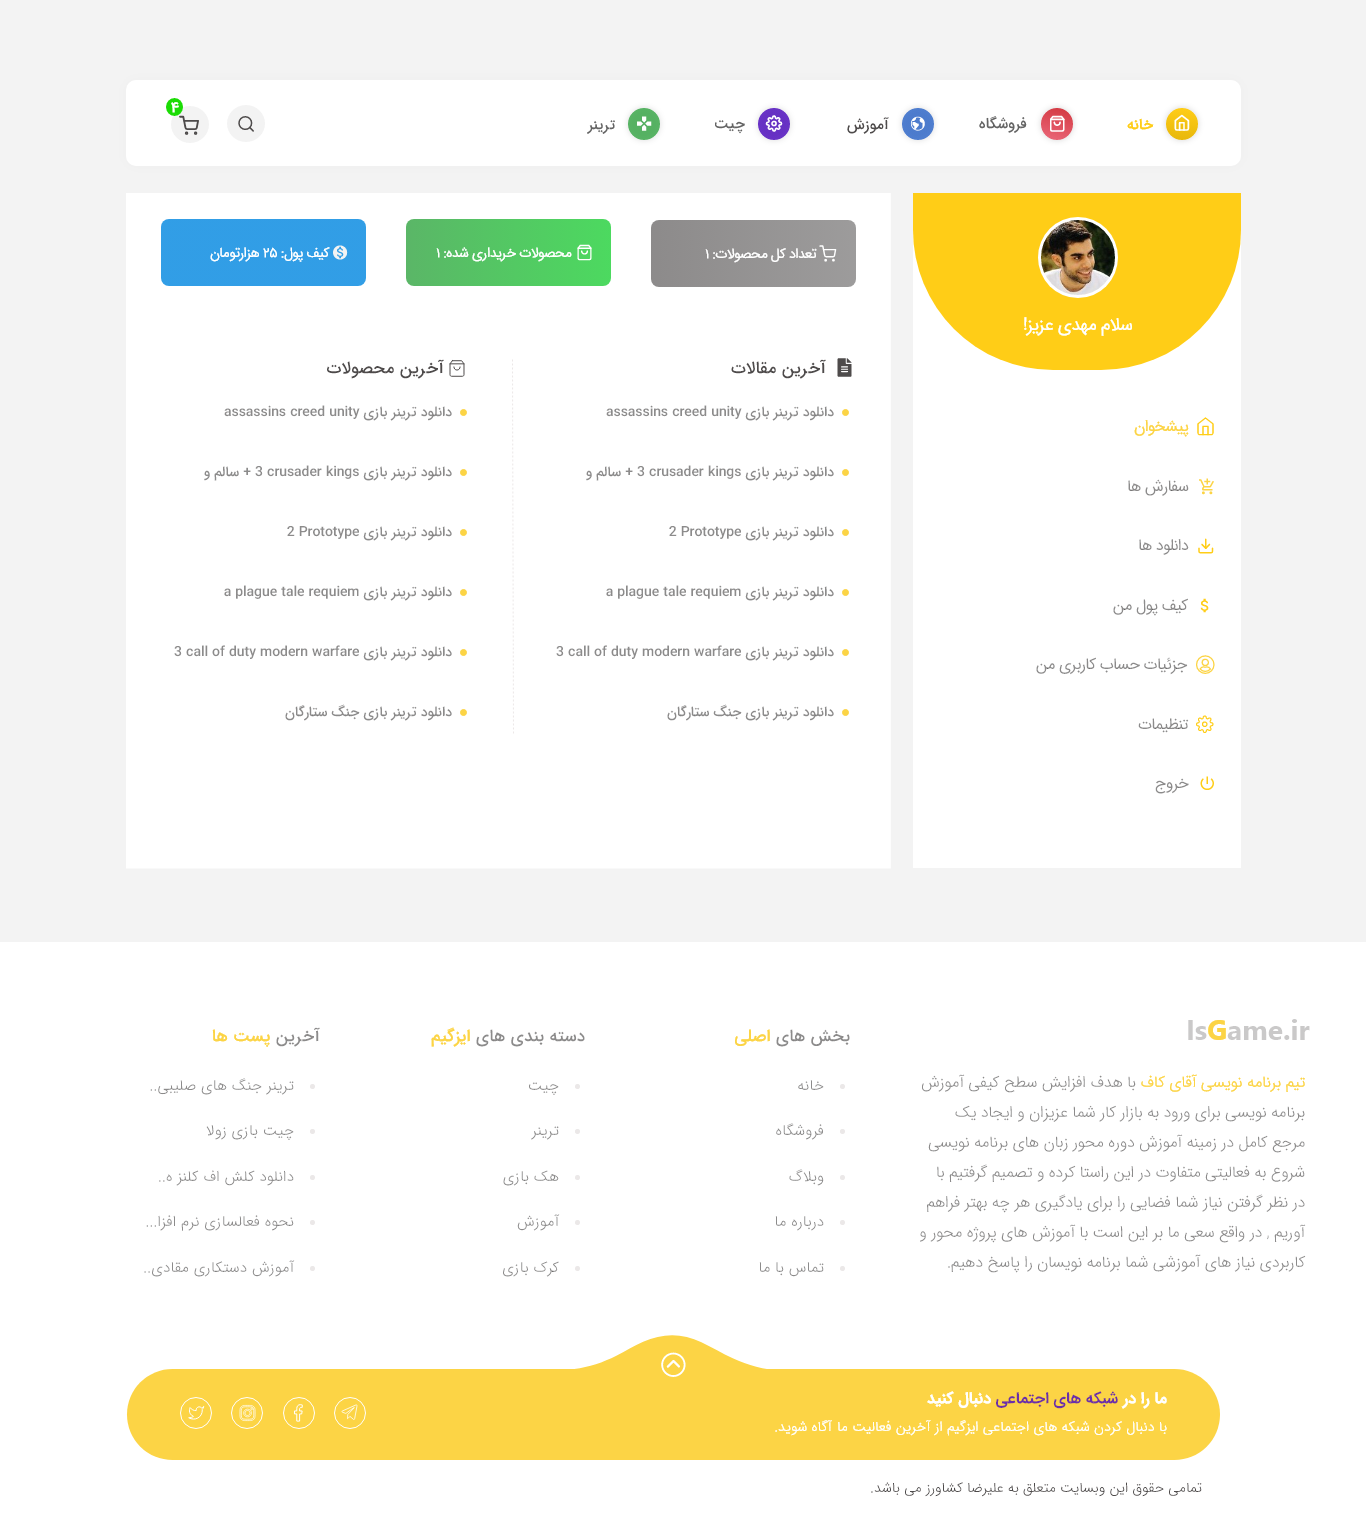 خانه
فروشگاه
آموزش
چیت
ترینر
۴
سلام مهدی عزیز!
پیشخوان
سفارش ها
دانلود ها
کیف پول من
جزئیات حساب کاربری من
تنظیمات
خروج
تعداد کل محصولات: ۱
محصولات خریداری شده: ۱
کیف پول: ۲۵ هزارتومان
آخرین مقالات
دانلود ترینر بازی assassins creed unity
دانلود ترینر بازی 3 crusader kings + سالم و
دانلود ترینر بازی 2 Prototype
دانلود ترینر بازی a plague tale requiem
دانلود ترینر بازی 3 call of duty modern warfare
دانلود ترینر بازی جنگ ستارگان
آخرین محصولات
دانلود ترینر بازی assassins creed unity
دانلود ترینر بازی 3 crusader kings + سالم و
دانلود ترینر بازی 2 Prototype
دانلود ترینر بازی a plague tale requiem
دانلود ترینر بازی 3 call of duty modern warfare
دانلود ترینر بازی جنگ ستارگان
IsGame.ir
تیم برنامه نویسی آقای کاف با هدف افزایش سطح کیفی آموزش
برنامه نویسی برای ورود به بازار کار شما عزیزان و ایجاد یک
مرجع کامل در زمینه آموزش دوره محور زبان های برنامه نویسی
شروع به فعالیتی متفاوت در این راستا کرده و تصمیم گرفتیم با
در نظر گرفتن نیاز شما فضایی را برای یادگیری هر چه بهتر فراهم
آوریم , در واقع سعی ما بر این است با آموزش های پروژه محور و
کاربردی نیاز های آموزشی شما برنامه نویسان را پاسخ دهیم.
بخش های اصلی
خانه
فروشگاه
وبلاگ
درباره ما
تماس با ما
دسته بندی های ایزگیم
چیت
ترینر
هک بازی
آموزش
کرک بازی
آخرین پست ها
ترینر جنگ های صلیبی..
چیت بازی زولا
دانلود کلش اف کلنز ه..
نحوه فعالسازی نرم افزا...
آموزش دستکاری مقادی..
ما را در شبکه های اجتماعی دنبال کنید
با دنبال کردن شبکه های اجتماعی ایزگیم از آخرین فعالیت ما آگاه شوید.
تمامی حقوق این وبسایت متعلق به علیرضا کشاورز می باشد.